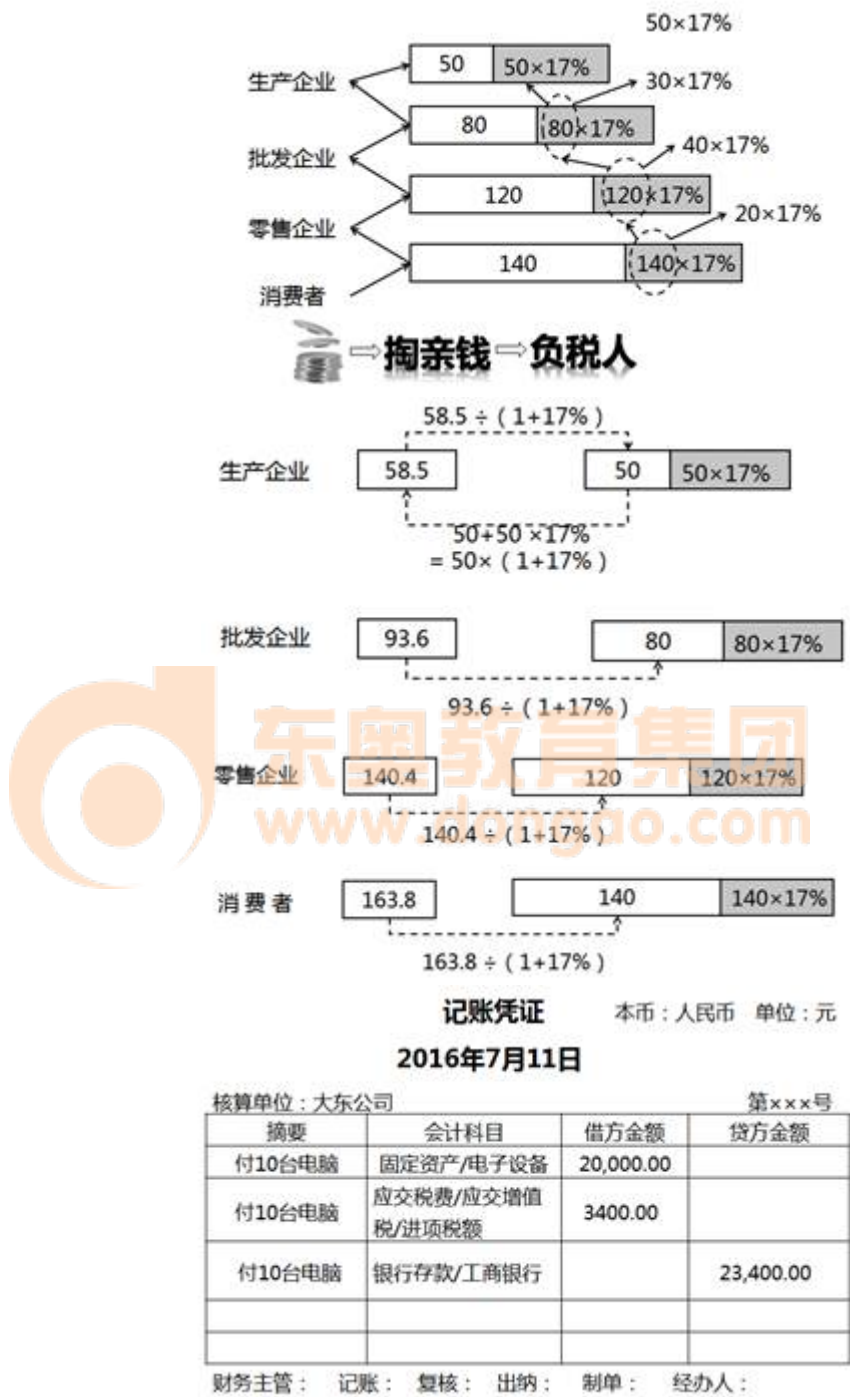 50×17%
50 50×17%
生产企业
30×17%
80 80×17%
40×17%
批发企业
120 120×17%
20×17%
零售企业
140 140×17%
消费者
掏亲钱 负税人
58.5÷(1+17%)
生产企业 58.5 50 50×17%
50+50 ×17%
= 50×(1+17%)
批发企业 93.6 80 80×17%
93.6÷(1+17%)
东奥教育集团
零售企业 140.4 120 120×17%
www.dongao.com
140.4÷(1+17%)
消 费 者 163.8 140 140×17%
163.8÷(1+17%)
记账凭证 本币:人民币 单位:元
2016年7月11日
核算单位:大东公司 第×××号
摘要 会计科目 借方金额 贷方金额
付10台电脑 固定资产/电子设备 20,000.00
付10台电脑 应交税费/应交增值
税/进项税额 3400.00
付10台电脑 银行存款/工商银行 23,400.00
财务主管: 记账: 复核: 出纳: 制单: 经办人: